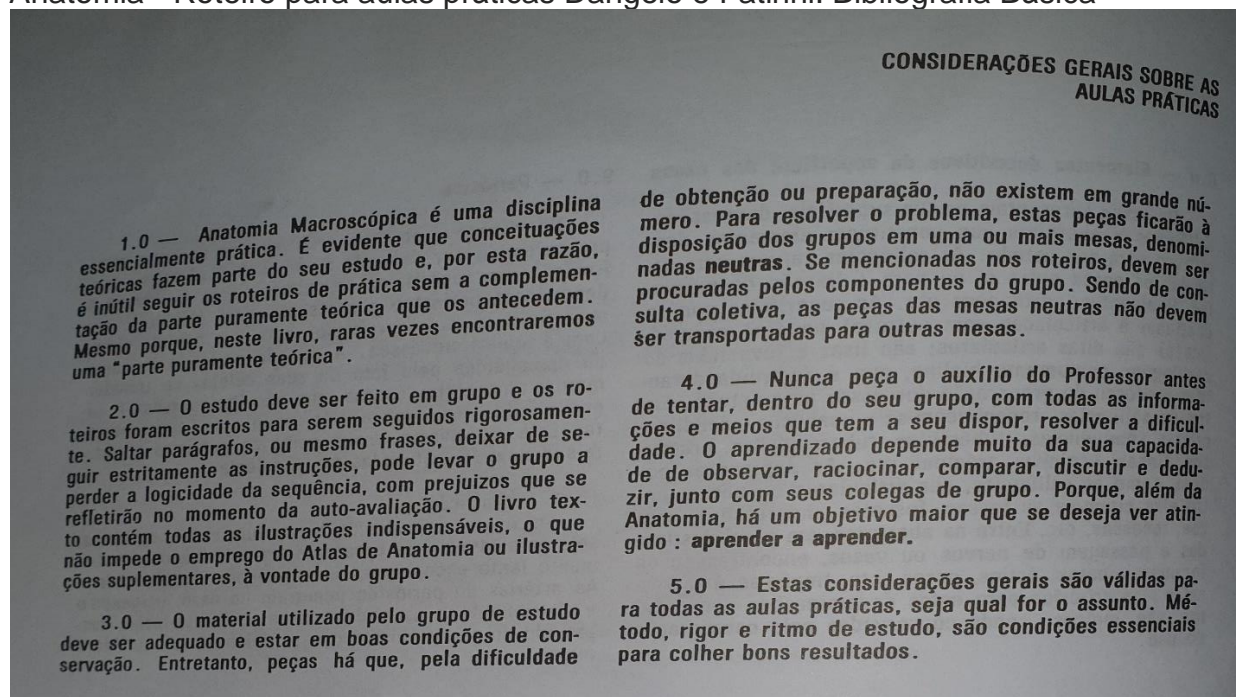 CONSIDERAÇÕES GERAIS SOBRE AS
AULAS PRÁTICAS
1.0 — Anatomia Macroscópica é uma disciplina
essencialmente prática. É evidente que conceituações
teóricas fazem parte do seu estudo e, por esta razão,
é inútil seguir os roteiros de prática sem a complemen-
tação da parte puramente teórica que os antecedem.
Mesmo porque, neste livro, raras vezes encontraremos
uma "parte puramente teórica".
2.0 — O estudo deve ser feito em grupo e os ro-
teiros foram escritos para serem seguidos rigorosamen-
te. Saltar parágrafos, ou mesmo frases, deixar de se-
guir estritamente as instruções, pode levar o grupo a
perder a logicidade da sequência, com prejuizos que se
refletirão no momento da auto-avaliação. O livro tex-
to contém todas as ilustrações indispensáveis, o que
não impede o emprego do Atlas de Anatomia ou ilustra-
ções suplementares, à vontade do grupo.
3.0 — O material utilizado pelo grupo de estudo
deve ser adequado e estar em boas condições de con-
servação. Entretanto, peças há que, pela dificuldade
de obtenção ou preparação, não existem em grande nú-
mero. Para resolver o problema, estas peças ficarão à
disposição dos grupos em uma ou mais mesas, denomi-
nadas neutras. Se mencionadas nos roteiros, devem ser
procuradas pelos componentes do grupo. Sendo de con-
sulta coletiva, as peças das mesas neutras não devem
ser transportadas para outras mesas.
4.0 — Nunca peça o auxílio do Professor antes
de tentar, dentro do seu grupo, com todas as informa-
ções e meios que tem a seu dispor, resolver a dificul-
dade. O aprendizado depende muito da sua capacida-
de de observar, raciocinar, comparar, discutir e dedu-
zir, junto com seus colegas de grupo. Porque, além da
Anatomia, há um objetivo maior que se deseja ver atin-
gido : aprender a aprender.
5.0 — Estas considerações gerais são válidas pa-
ra todas as aulas práticas, seja qual for o assunto. Mé-
todo, rigor e ritmo de estudo, são condições essenciais
para colher bons resultados.